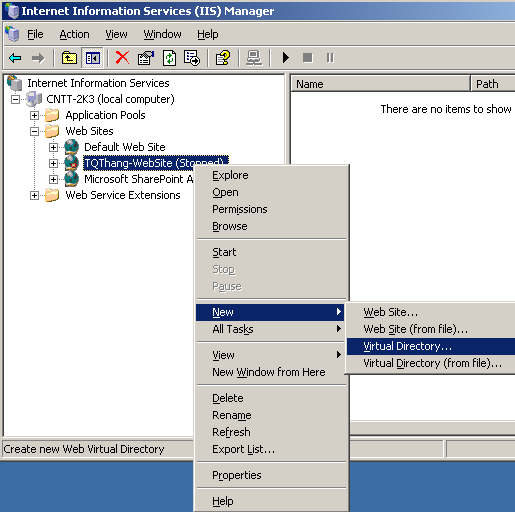 Internet Information Services (IIS) Manager
File Action View Window Help
Internet Information Services
CNTT-2K3 (local computer)
Application Pools
Web Sites
Default Web Site
TQThang-WebSite (Stopped)
Microsoft SharePoint A
Web Service Extensions
Name Path
There are no items to show
Explore
Open
Permissions
Browse
Start
Stop
Pause
New
All Tasks
View
New Window from Here
Delete
Rename
Refresh
Export List...
Properties
Help
Web Site...
Web Site (from file)...
Virtual Directory...
Virtual Directory (from file)...
Create new Web Virtual Directory